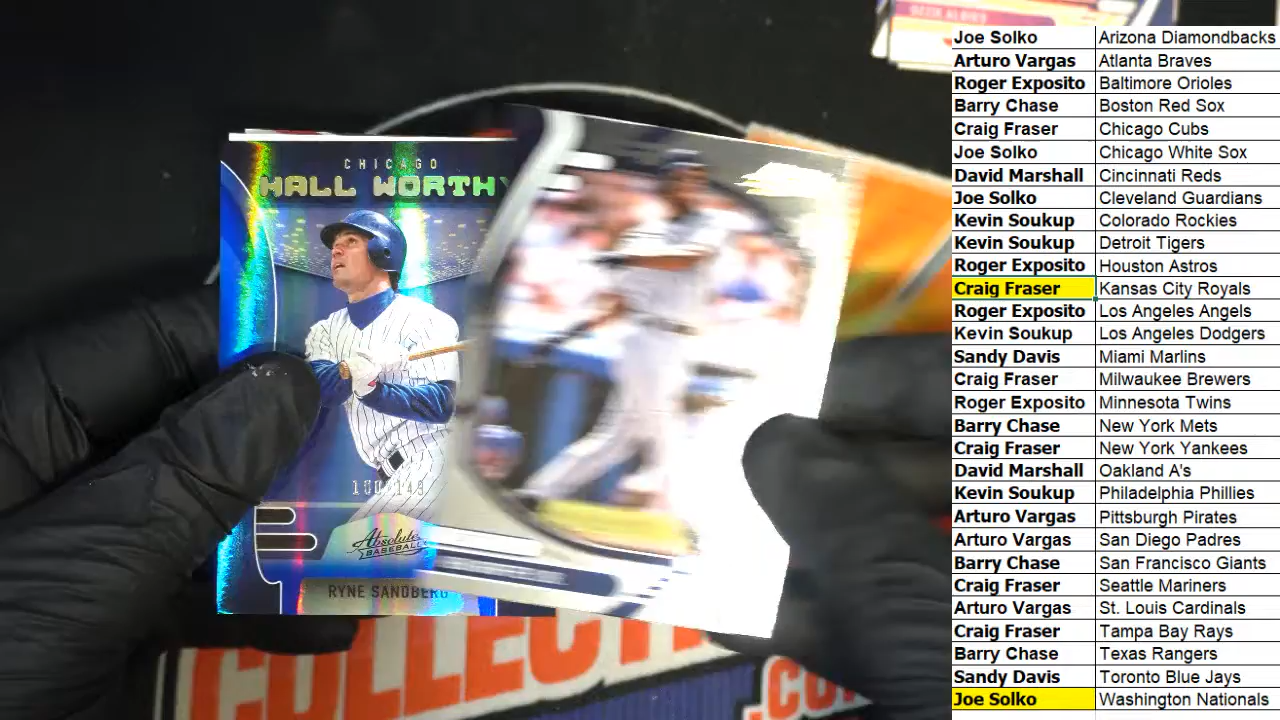 CHICAGO
HALL WORTHY
Absolute
BASEBALL
RYNE SANDBERG
COLLECT
.CO
Joe Solko Arizona Diamondbacks
Arturo Vargas Atlanta Braves
Roger Exposito Baltimore Orioles
Barry Chase Boston Red Sox
Craig Fraser Chicago Cubs
Joe Solko Chicago White Sox
David Marshall Cincinnati Reds
Joe Solko Cleveland Guardians
Kevin Soukup Colorado Rockies
Kevin Soukup Detroit Tigers
Roger Exposito Houston Astros
Craig Fraser Kansas City Royals
Roger Exposito Los Angeles Angels
Kevin Soukup Los Angeles Dodgers
Sandy Davis Miami Marlins
Craig Fraser Milwaukee Brewers
Roger Exposito Minnesota Twins
Barry Chase New York Mets
Craig Fraser New York Yankees
David Marshall Oakland A's
Kevin Soukup Philadelphia Phillies
Arturo Vargas Pittsburgh Pirates
Arturo Vargas San Diego Padres
Barry Chase San Francisco Giants
Craig Fraser Seattle Mariners
Arturo Vargas St. Louis Cardinals
Craig Fraser Tampa Bay Rays
Barry Chase Texas Rangers
Sandy Davis Toronto Blue Jays
Joe Solko Washington Nationals